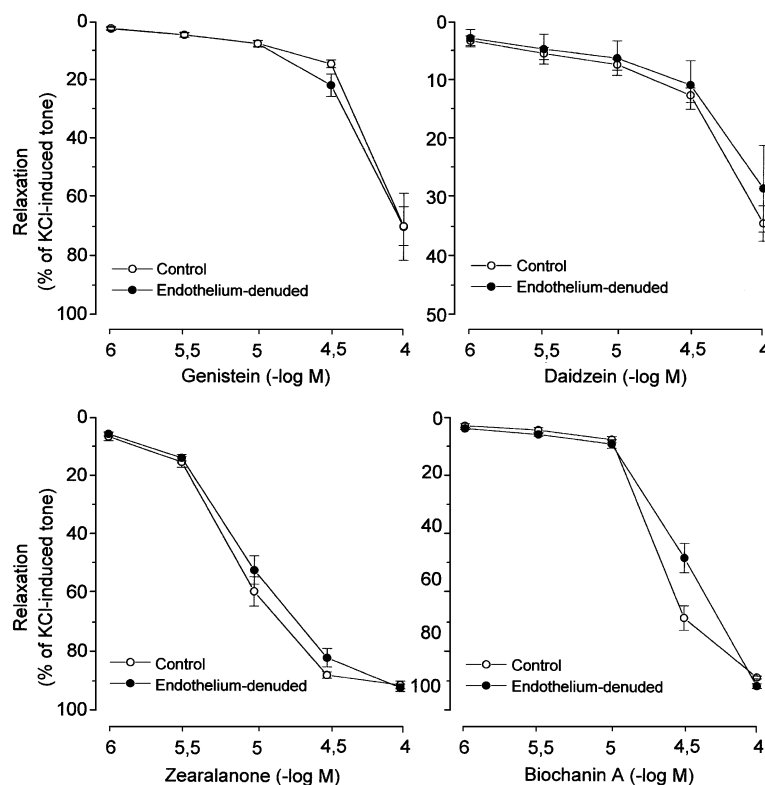 0
20
40
60
80
100
Relaxation
(% of KCl-induced tone)
Control
Endothelium-denuded
6
5,5
5
4,5
4
Genistein (-log M)
0
10
20
30
40
50
Control
Endothelium-denuded
6
5,5
5
4,5
4
Daidzein (-log M)
0
20
40
60
80
100
Relaxation
(% of KCl-induced tone)
Control
Endothelium-denuded
6
5,5
5
4,5
4
Zearalanone (-log M)
0
20
40
60
80
100
Control
Endothelium-denuded
6
5,5
5
4,5
4
Biochanin A (-log M)